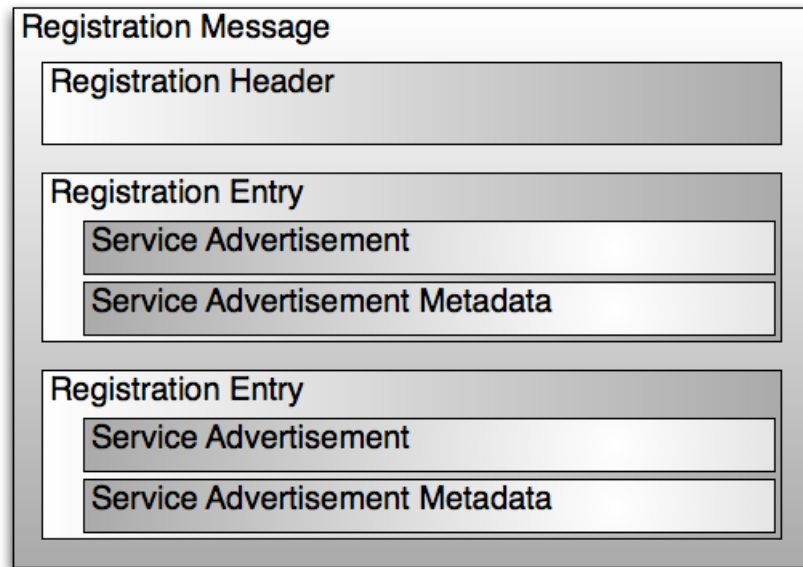 Registration Message
Registration Header
Registration Entry
Service Advertisement
Service Advertisement Metadata
Registration Entry
Service Advertisement
Service Advertisement Metadata